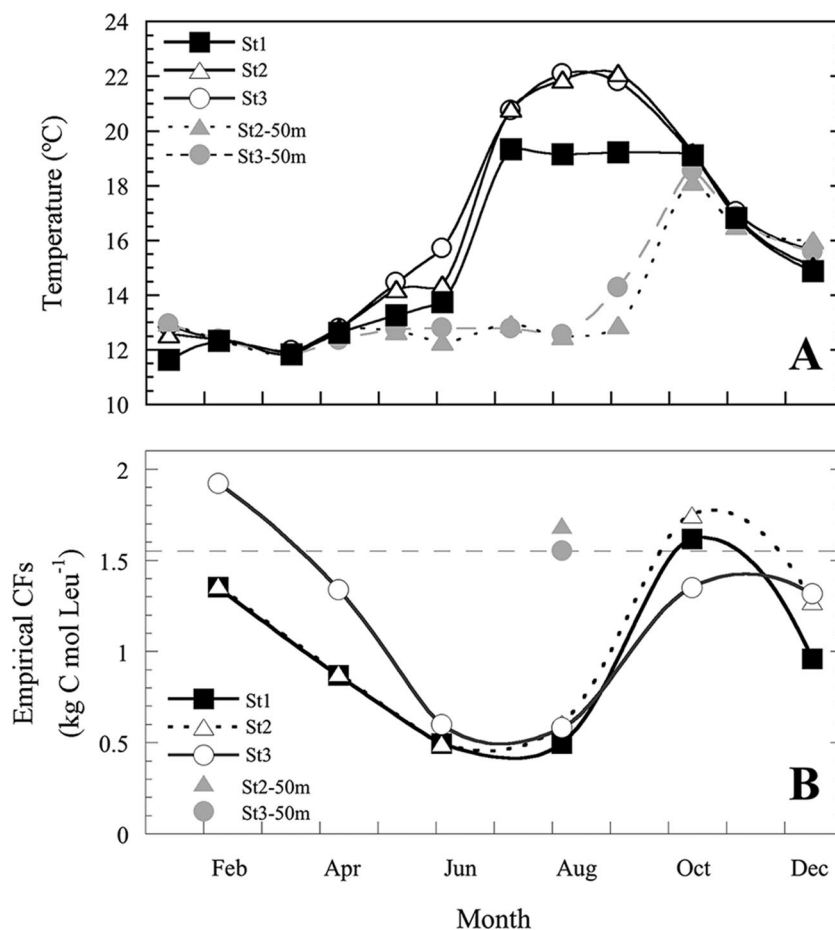 24
22
20
18
16
14
12
10
Temperature (ºC)
St1
St2
St3
St2-50m
St3-50m
A
2
1.5
1
0.5
0
Empirical CFs
(kg C mol Leu⁻¹)
St1
St2
St3
St2-50m
St3-50m
B
Feb Apr Jun Aug Oct Dec
Month